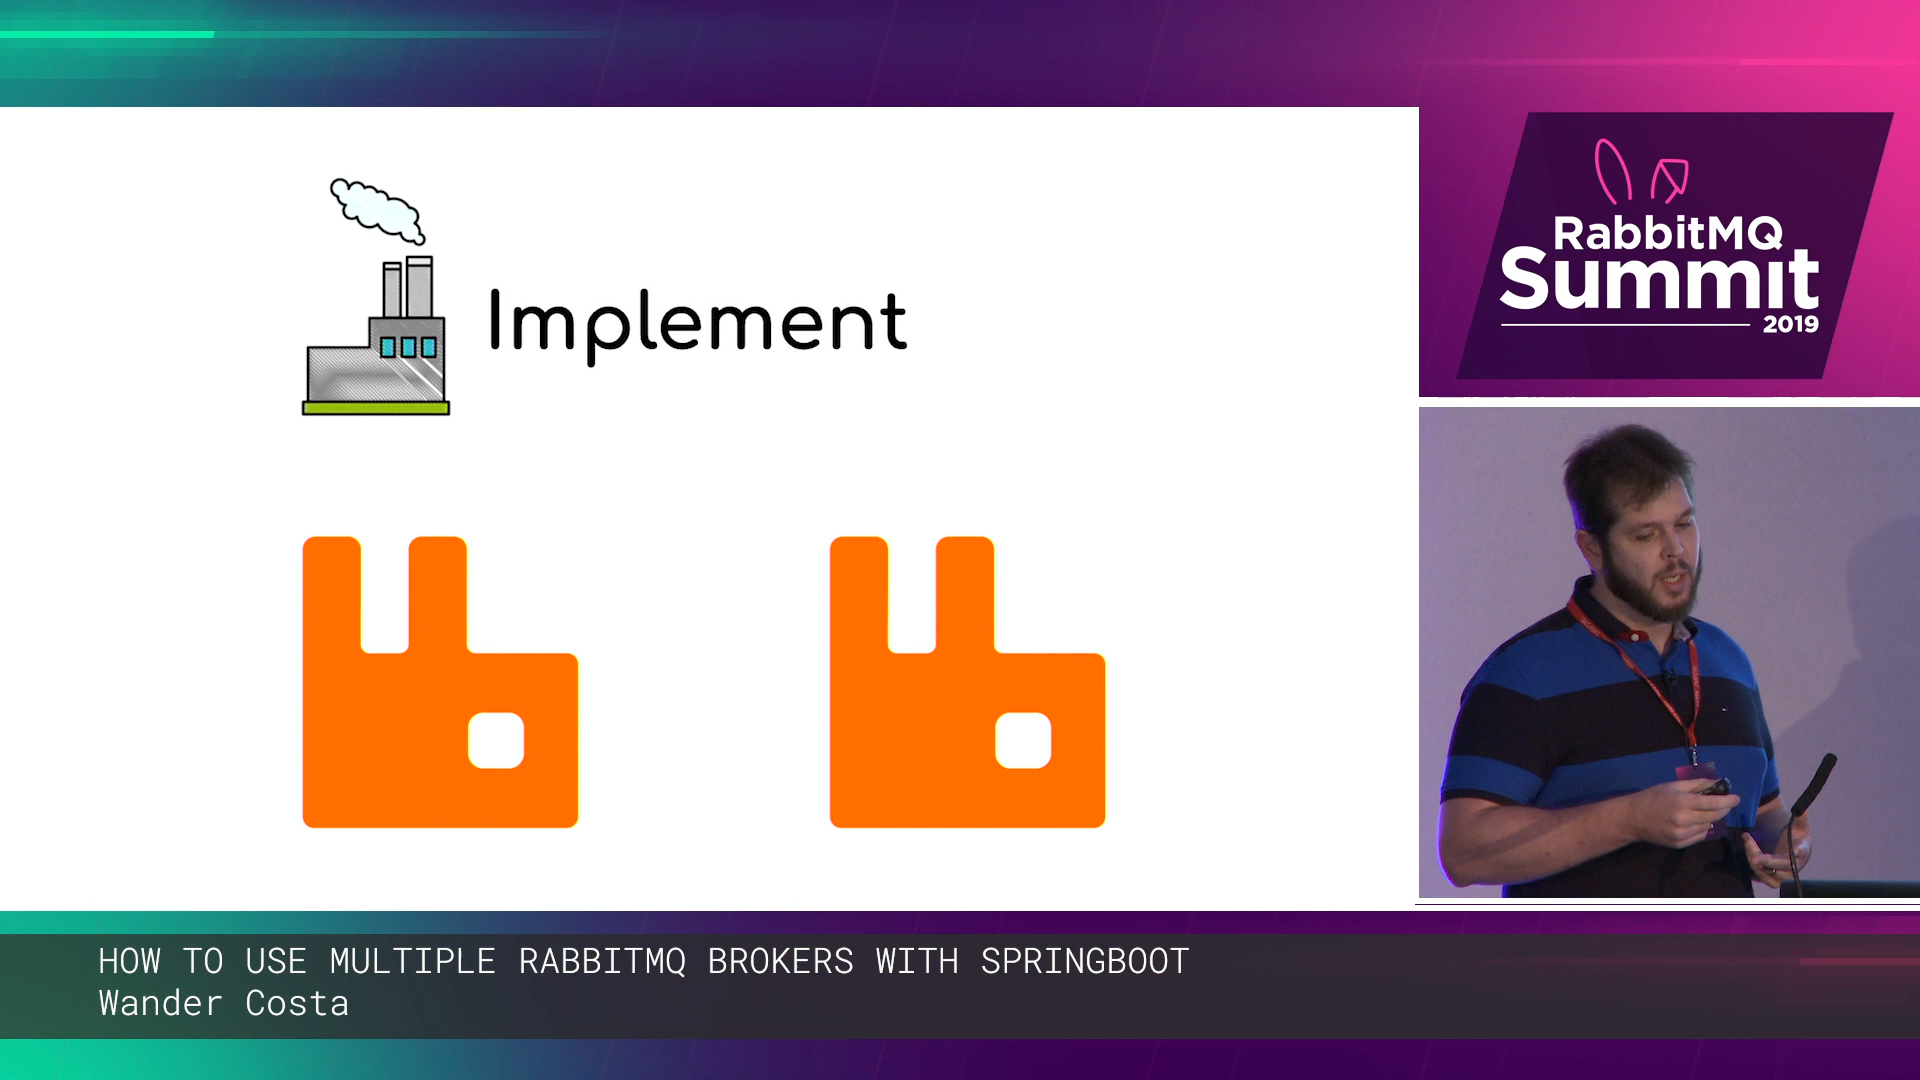 Implement
RabbitMQ
Summit
2019
HOW TO USE MULTIPLE RABBITMQ BROKERS WITH SPRINGBOOT
Wander Costa